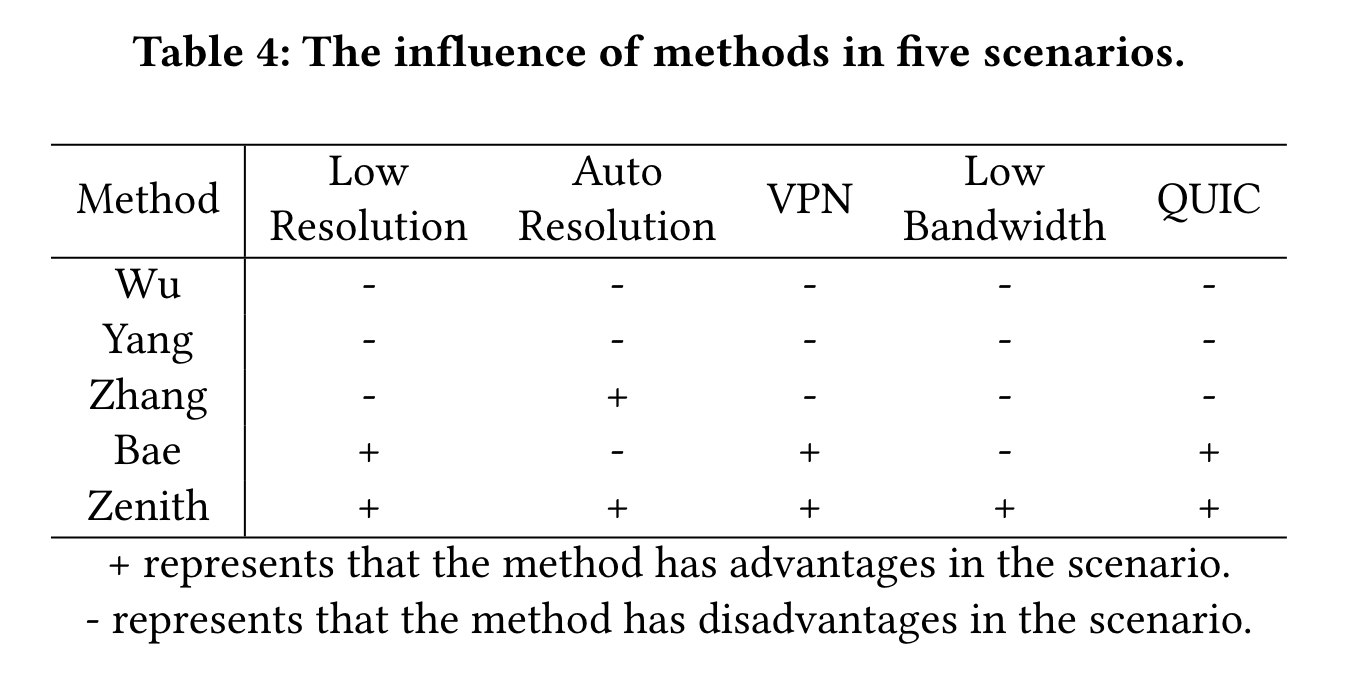 Table 4: The influence of methods in five scenarios.
Method Low Resolution Auto Resolution VPN Low Bandwidth QUIC
Wu - - - - -
Yang - - - - -
Zhang - + - - -
Bae + - + - +
Zenith + + + + +
+ represents that the method has advantages in the scenario.
- represents that the method has disadvantages in the scenario.